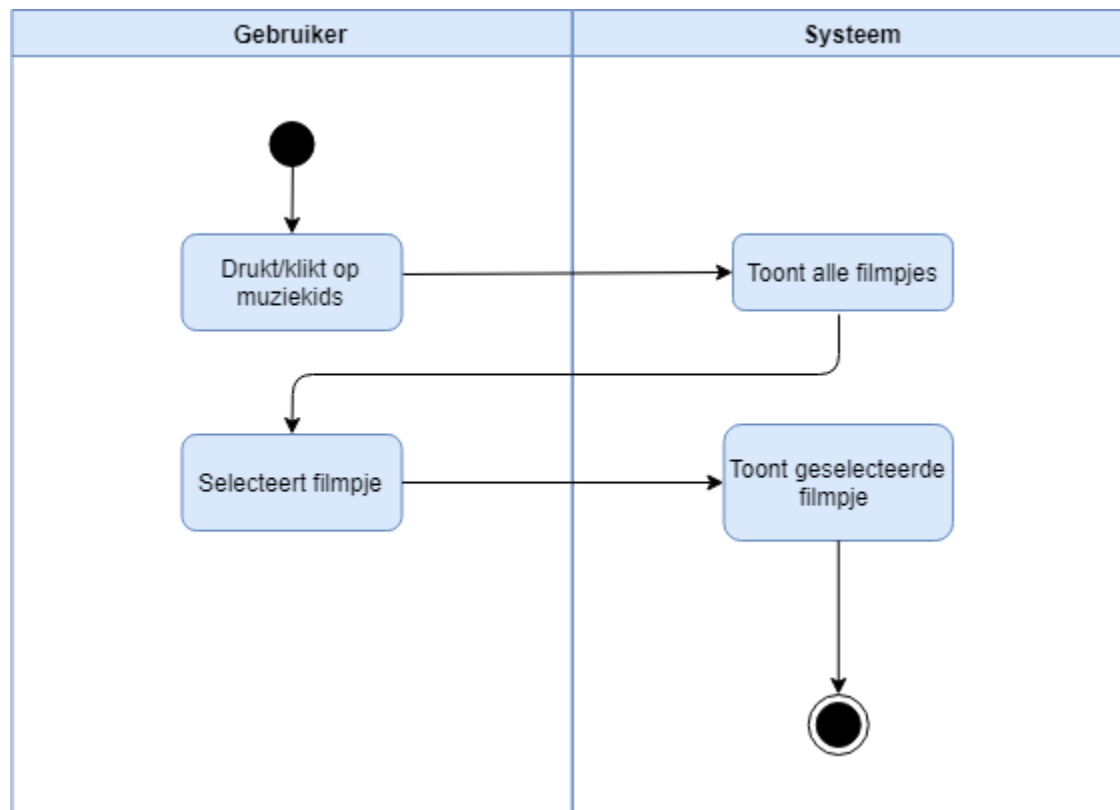 Gebruiker
Systeem
Drukt/klikt op
muziekids
Toont alle filmpjes
Selecteert filmpje
Toont geselecteerde
filmpje